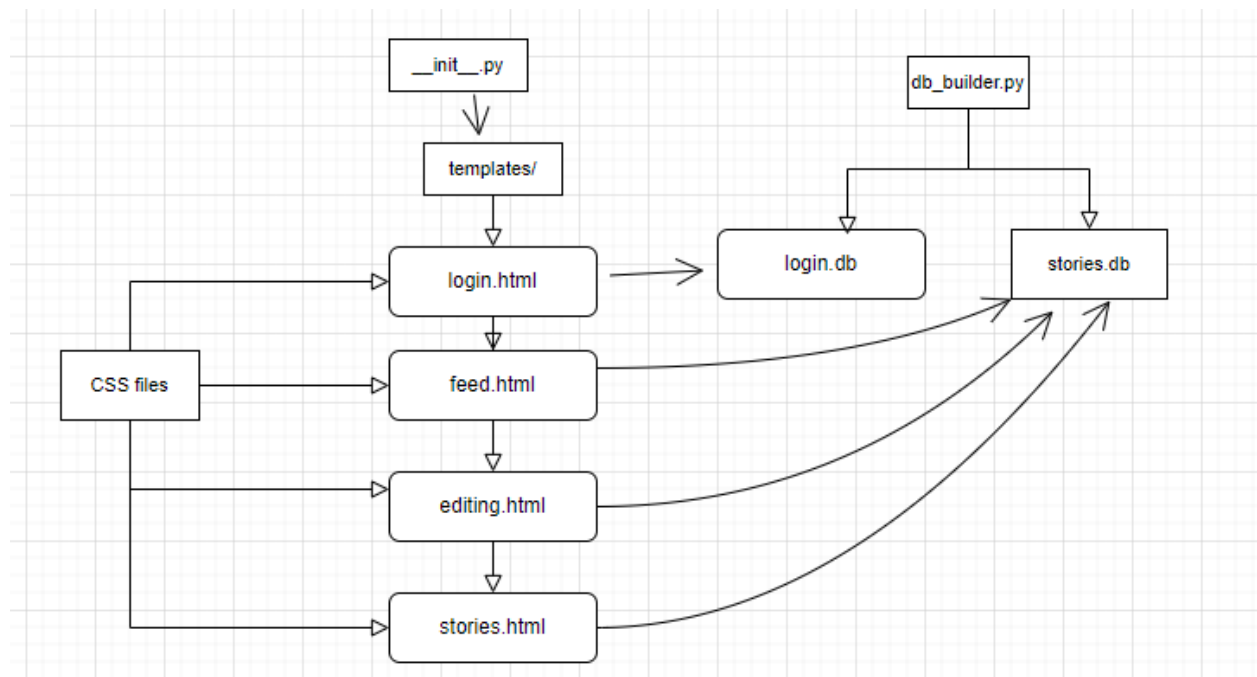 __init__.py
db_builder.py
templates/
login.html
login.db
stories.db
CSS files
feed.html
editing.html
stories.html